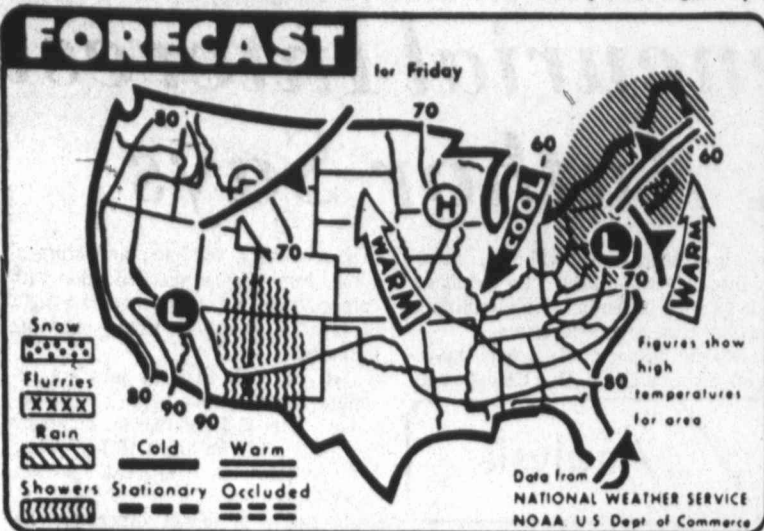 FORECAST
for Friday
80
70
60
60
L
H
COOL
70
WARM
L
70
WARM
L
Snow
Flurries
XXXX
Rain
Showers
80
90
90
80
Cold
Warm
Stationary
Occluded
Figures show
high
temperatures
for area
Data from
NATIONAL WEATHER SERVICE
NOAA U.S Dept of Commerce